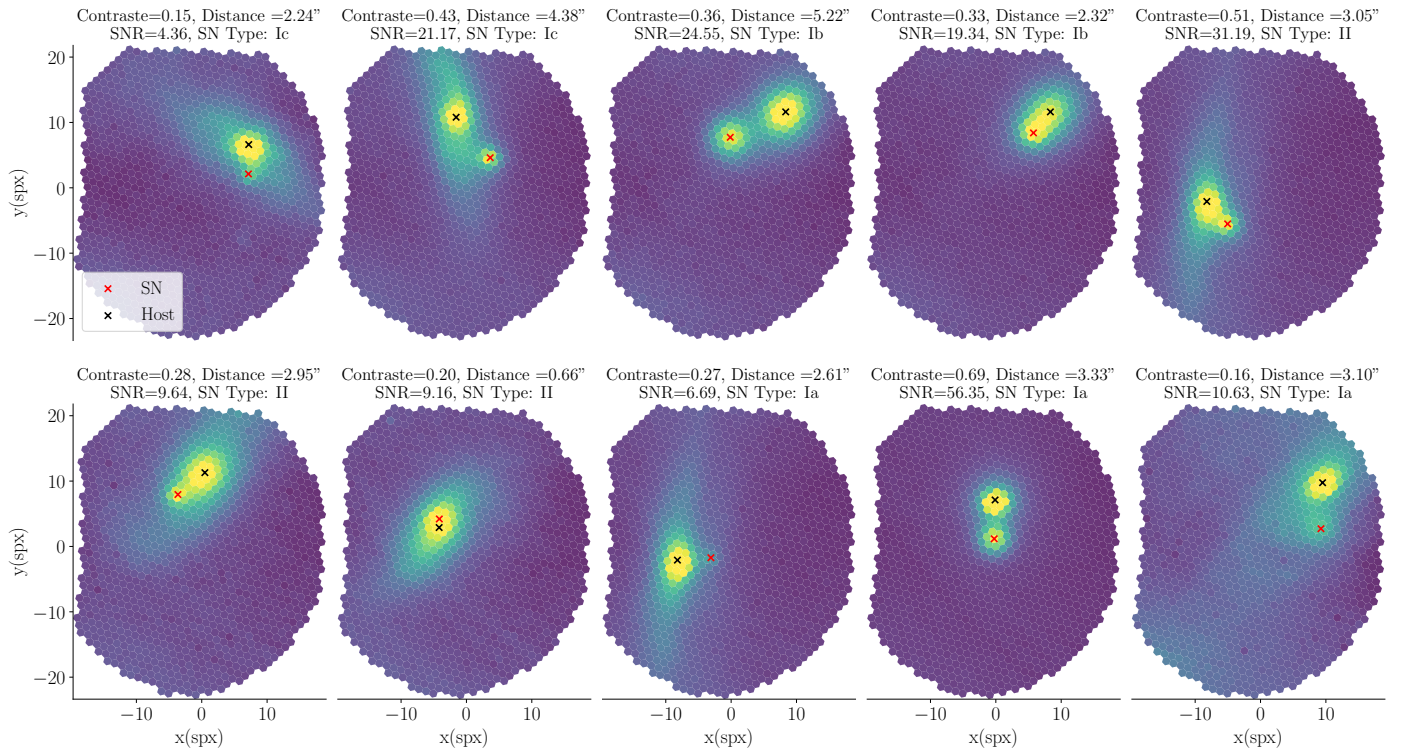 Contraste=0.15, Distance =2.24”
SNR=4.36, SN Type: Ic
Contraste=0.43, Distance =4.38”
SNR=21.17, SN Type: Ic
Contraste=0.36, Distance =5.22”
SNR=24.55, SN Type: Ib
Contraste=0.33, Distance =2.32”
SNR=19.34, SN Type: Ib
Contraste=0.51, Distance =3.05”
SNR=31.19, SN Type: II
20
10
0
−10
−20
y(spx)
SN
Host
Contraste=0.28, Distance =2.95”
SNR=9.64, SN Type: II
Contraste=0.20, Distance =0.66”
SNR=9.16, SN Type: II
Contraste=0.27, Distance =2.61”
SNR=6.69, SN Type: Ia
Contraste=0.69, Distance =3.33”
SNR=56.35, SN Type: Ia
Contraste=0.16, Distance =3.10”
SNR=10.63, SN Type: Ia
20
10
0
−10
−20
y(spx)
−10 0 10
x(spx)
−10 0 10
x(spx)
−10 0 10
x(spx)
−10 0 10
x(spx)
−10 0 10
x(spx)